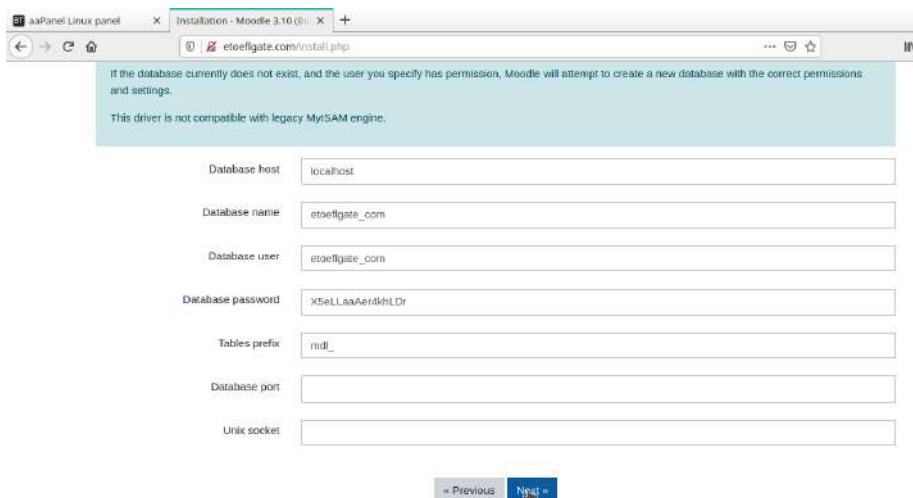 aaPanel Linux panel
Installation - Moodle 3.10 (Bu
etoeflgate.com/install.php
If the database currently does not exist, and the user you specify has permission, Moodle will attempt to create a new database with the correct permissions
and settings.
This driver is not compatible with legacy MyISAM engine.
Database host
localhost
Database name
etoeflgate_com
Database user
etoeflgate_com
Database password
X5eLLaaAer4khLDr
Tables prefix
mdl_
Database port
Unix socket
« Previous
Next »